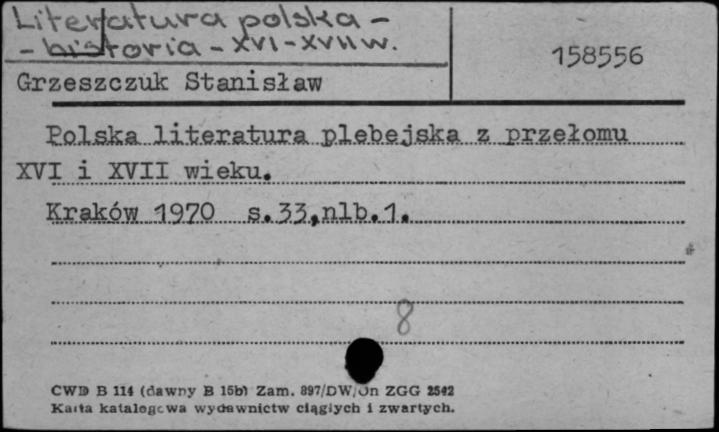 Literatura polska -
- historia - XVI - XVII w.
158556
Grzeszczuk Stanisław
Polska literatura plebejska z przełomu
XVI i XVII wieku.
Kraków 1970 s.33,nlb.1.
8
CWD B 114 (dawny B 15b) Zam. 897/DW/Jn ZGG 2542
Karta katalogowa wydawnictw ciągłych i zwartych.